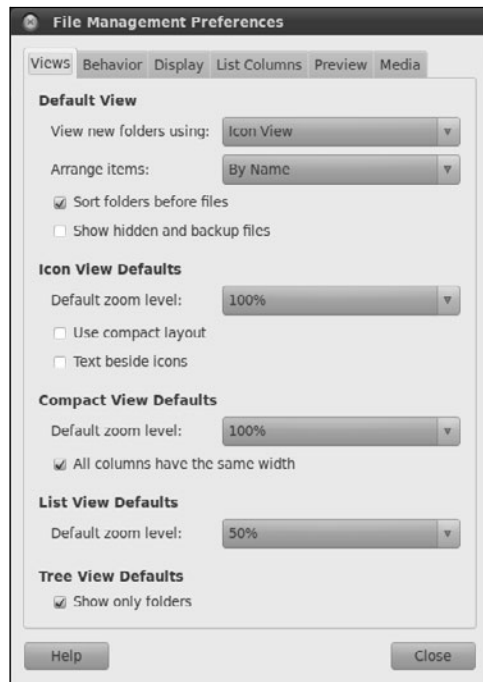 File Management Preferences
Views Behavior Display List Columns Preview Media
Default View
View new folders using: Icon View
Arrange items: By Name
Sort folders before files
Show hidden and backup files
Icon View Defaults
Default zoom level: 100%
Use compact layout
Text beside icons
Compact View Defaults
Default zoom level: 100%
All columns have the same width
List View Defaults
Default zoom level: 50%
Tree View Defaults
Show only folders
Help Close